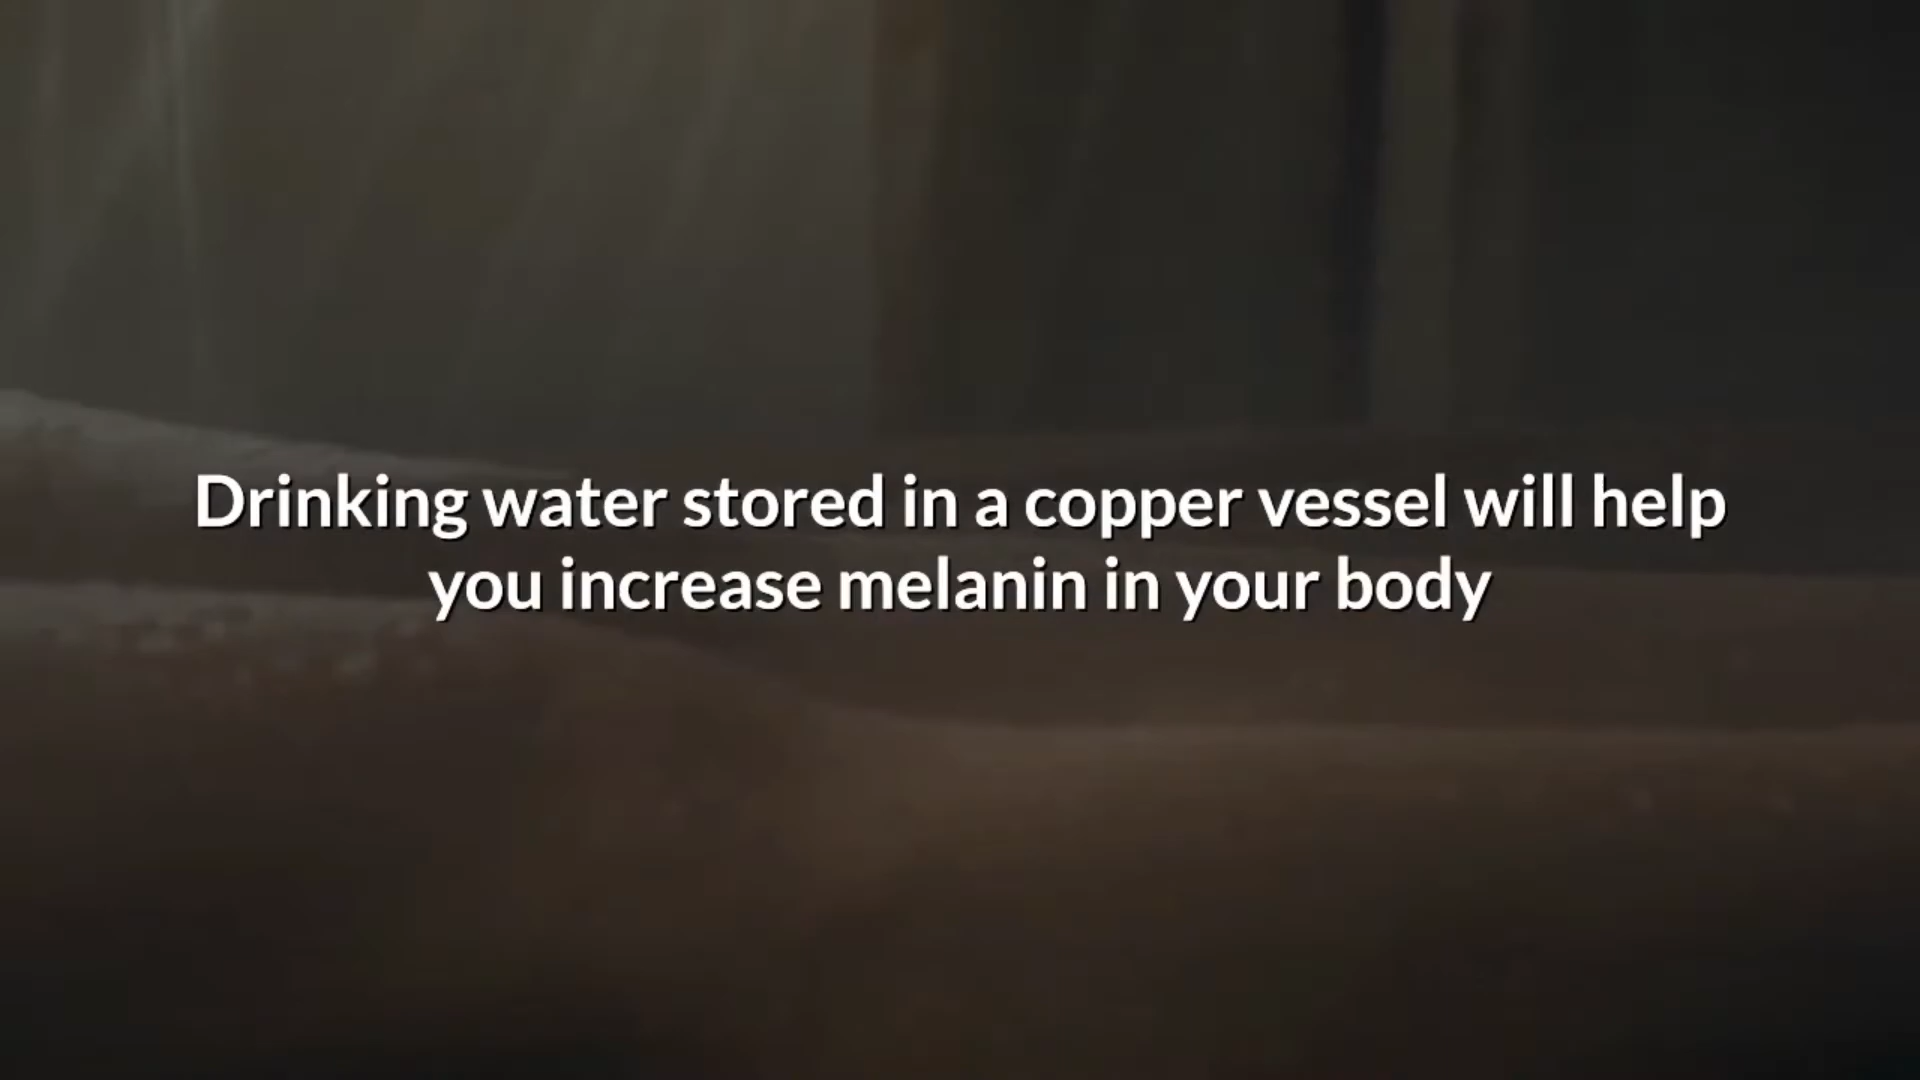 Drinking water stored in a copper vessel will help
you increase melanin in your body